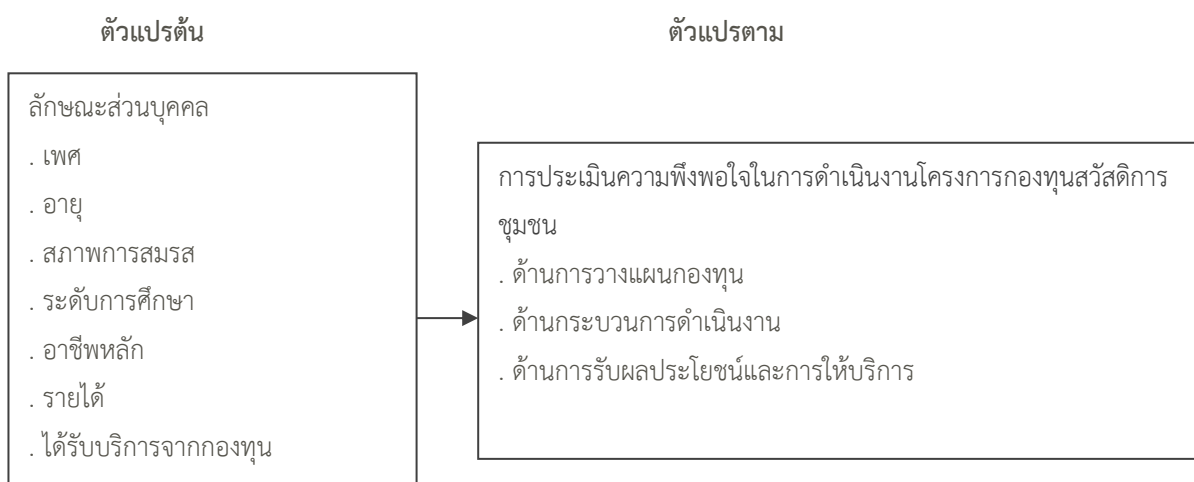 ตัวแปรต้น
ตัวแปรตาม
ลักษณะส่วนบุคคล
. เพศ
. อายุ
. สภาพการสมรส
. ระดับการศึกษา
. อาชีพหลัก
. รายได้
. ได้รับบริการจากกองทุน
การประเมินความพึงพอใจในการดำเนินงานโครงการกองทุนสวัสดิการ
ชุมชน
. ด้านการวางแผนกองทุน
. ด้านกระบวนการดำเนินงาน
. ด้านการรับผลประโยชน์และการให้บริการ